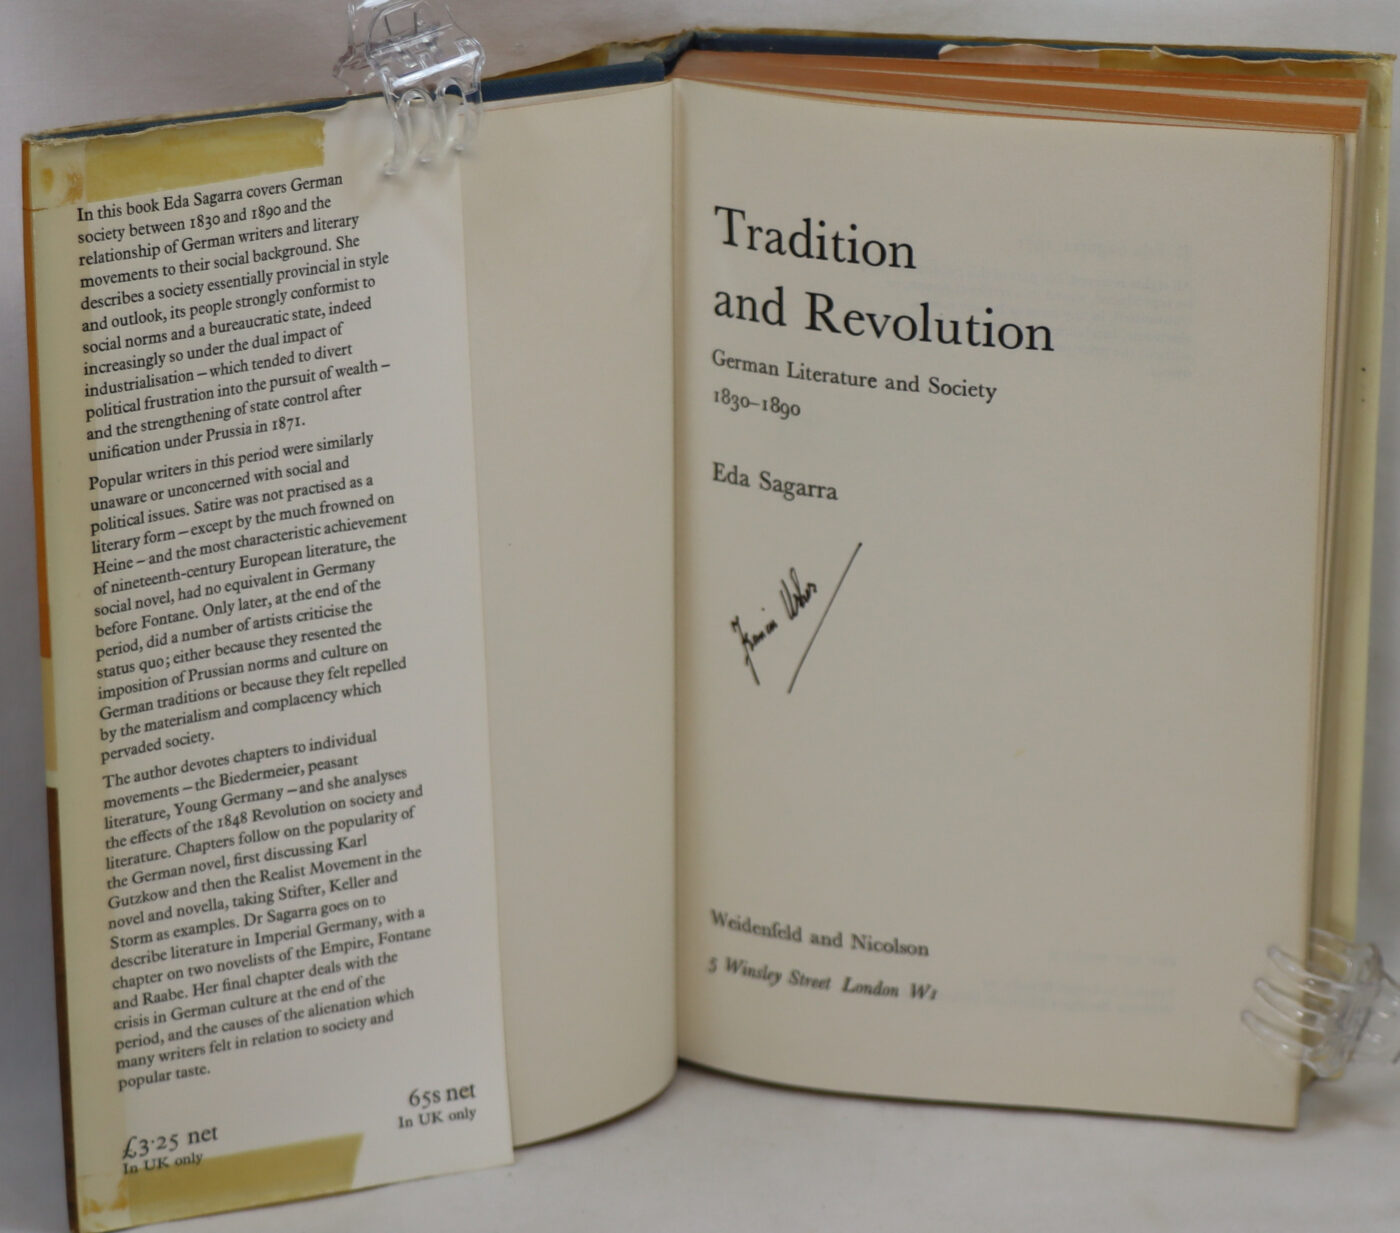 In this book Eda Sagarra covers German
society between 1830 and 1890 and the
relationship of German writers and literary
movements to their social background. She
describes a society essentially provincial in style
and outlook, its people strongly conformist to
social norms and a bureaucratic state, indeed
increasingly so under the dual impact of
industrialisation – which tended to divert
political frustration into the pursuit of wealth –
and the strengthening of state control after
unification under Prussia in 1871.
Popular writers in this period were similarly
unaware or unconcerned with social and
political issues. Satire was not practised as a
literary form – except by the much frowned on
Heine – and the most characteristic achievement
of nineteenth-century European literature, the
social novel, had no equivalent in Germany
before Fontane. Only later, at the end of the
period, did a number of artists criticise the
status quo; either because they resented the
imposition of Prussian norms and culture on
German traditions or because they felt repelled
by the materialism and complacency which
pervaded society.
The author devotes chapters to individual
movements – the Biedermeier, peasant
literature, Young Germany – and she analyses
the effects of the 1848 Revolution on society and
literature. Chapters follow on the popularity of
the German novel, first discussing Karl
Gutzkow and then the Realist Movement in the
novel and novella, taking Stifter, Keller and
Storm as examples. Dr Sagarra goes on to
describe literature in Imperial Germany, with a
chapter on two novelists of the Empire, Fontane
and Raabe. Her final chapter deals with the
crisis in German culture at the end of the
period, and the causes of the alienation which
many writers felt in relation to society and
popular taste.
65s net
In UK only
£3·25 net
In UK only
Tradition
and Revolution
German Literature and Society
1830–1890
Eda Sagarra
Weidenfeld and Nicolson
5 Winsley Street London W1